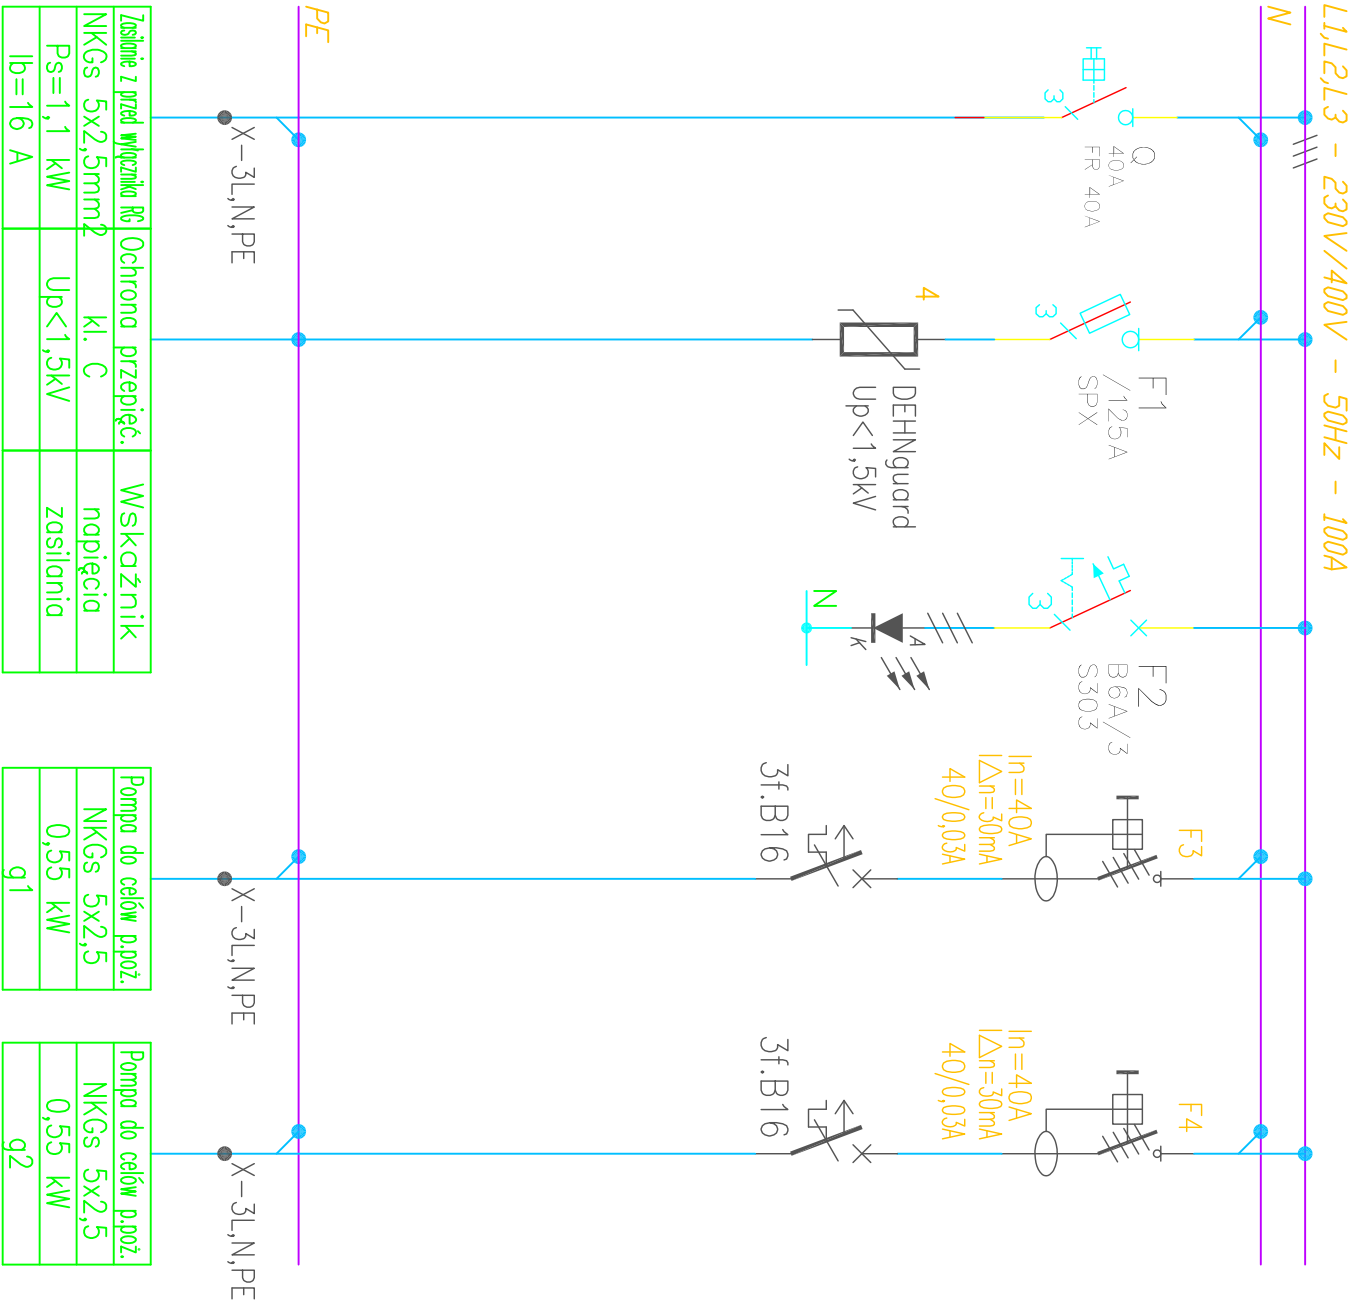 L1,L2,L3 - 230V/400V - 50Hz - 100A
N
Q
40A
FR 40A
3
F1
/125A
SPX
3
4
DEHNguard
Up<1,5kV
F2
B6A/3
S303
3
A
K
N
F3
In=40A
I△n=30mA
40/0,03A
3f.B16
F4
In=40A
I△n=30mA
40/0,03A
3f.B16
PE
X-3L,N,PE
X-3L,N,PE
X-3L,N,PE
Zasilanie z przed wyłącznika RG
NKGs 5x2,5mm2
Ps=1,1 kW
Ib=16 A
Ochrona przepięć.
kl. C
Up<1,5kV
Wskaźnik
napięcia
zasilania
Pompa do celów p.poż.
NKGs 5x2,5
0,55 kW
g1
Pompa do celów p.poż.
NKGs 5x2,5
0,55 kW
g2